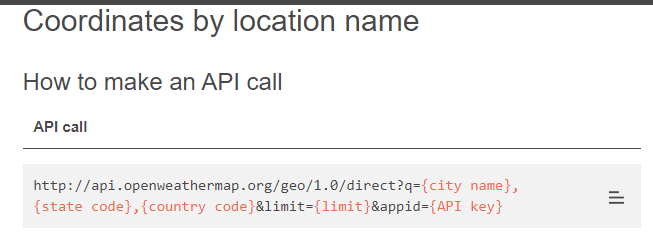 Coordinates by location name
How to make an API call
API call
http://api.openweathermap.org/geo/1.0/direct?q={city name},
{state code},{country code}&limit={limit}&appid={API key}